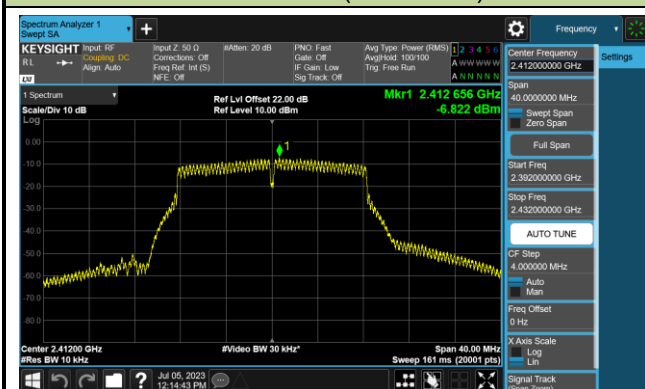 Spectrum Analyzer 1
Swept SA
Frequency
KEYSIGHT
Input: RF
Coupling: DC
Align: Auto
Input Z: 50 Ω
Corrections: Off
Freq Ref: Int (S)
NFE: Off
#Atten: 20 dB
PNO: Fast
Gate: Off
IF Gain: Low
Sig Track: Off
Avg Type: Power (RMS)
Avg|Hold: 100/100
Trig: Free Run
1 2 3 4 5 6
A W W W W W
A N N N N N
R L
LXI
1 Spectrum
Scale/Div 10 dB
Log
Ref Lvl Offset 22.00 dB
Ref Level 10.00 dBm
Mkr1 2.412 656 GHz
-6.822 dBm
1
0.00
-10.0
-20.0
-30.0
-40.0
-50.0
-60.0
-70.0
-80.0
Center 2.41200 GHz
#Res BW 10 kHz
#Video BW 30 kHz*
Span 40.00 MHz
Sweep 161 ms (20001 pts)
Jul 05, 2023
12:14:43 PM
Center Frequency
2.412000000 GHz
Settings
Span
40.0000000 MHz
Swept Span
Zero Span
Full Span
Start Freq
2.392000000 GHz
Stop Freq
2.432000000 GHz
AUTO TUNE
CF Step
4.000000 MHz
Auto
Man
Freq Offset
0 Hz
X Axis Scale
Log
Lin
Signal Track
(Span Zoom)